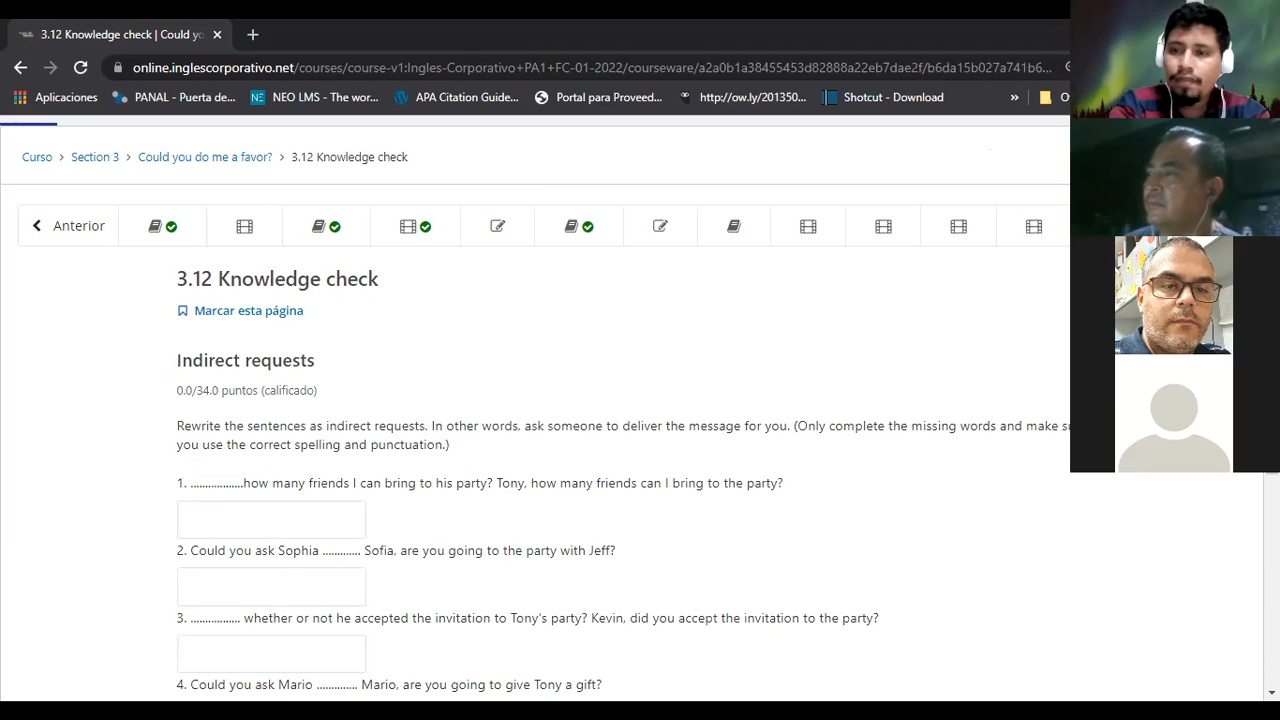 3.12 Knowledge check | Could yo
online.inglescorporativo.net/courses/course-v1:Ingles-Corpora +PA1+FC-01-2022/courseware/a2a0b1a38455453d82888a22eb7dae2f/b6da15b027a741b6...
Aplicaciones PANAL - Puerta de... NEO LMS - The wor... APA Citation Guide... Portal para Proveed... http://ow.ly/201350... Shotcut - Download »
Curso > Section 3 > Could you do me a favor? > 3.12 Knowledge check
Anterior
3.12 Knowledge check
Marcar esta página
Indirect requests
0.0/34.0 puntos (calificado)
Rewrite the sentences as indirect requests. In other words, ask someone to deliver the message for you. (Only complete the missing words and make su
you use the correct spelling and punctuation.)
1. ..................how many friends I can bring to his party? Tony, how many friends can I bring to the party?
2. Could you ask Sophia ............. Sofia, are you going to the party with Jeff?
3. ................. whether or not he accepted the invitation to Tony's party? Kevin, did you accept the invitation to the party?
4. Could you ask Mario .............. Mario, are you going to give Tony a gift?